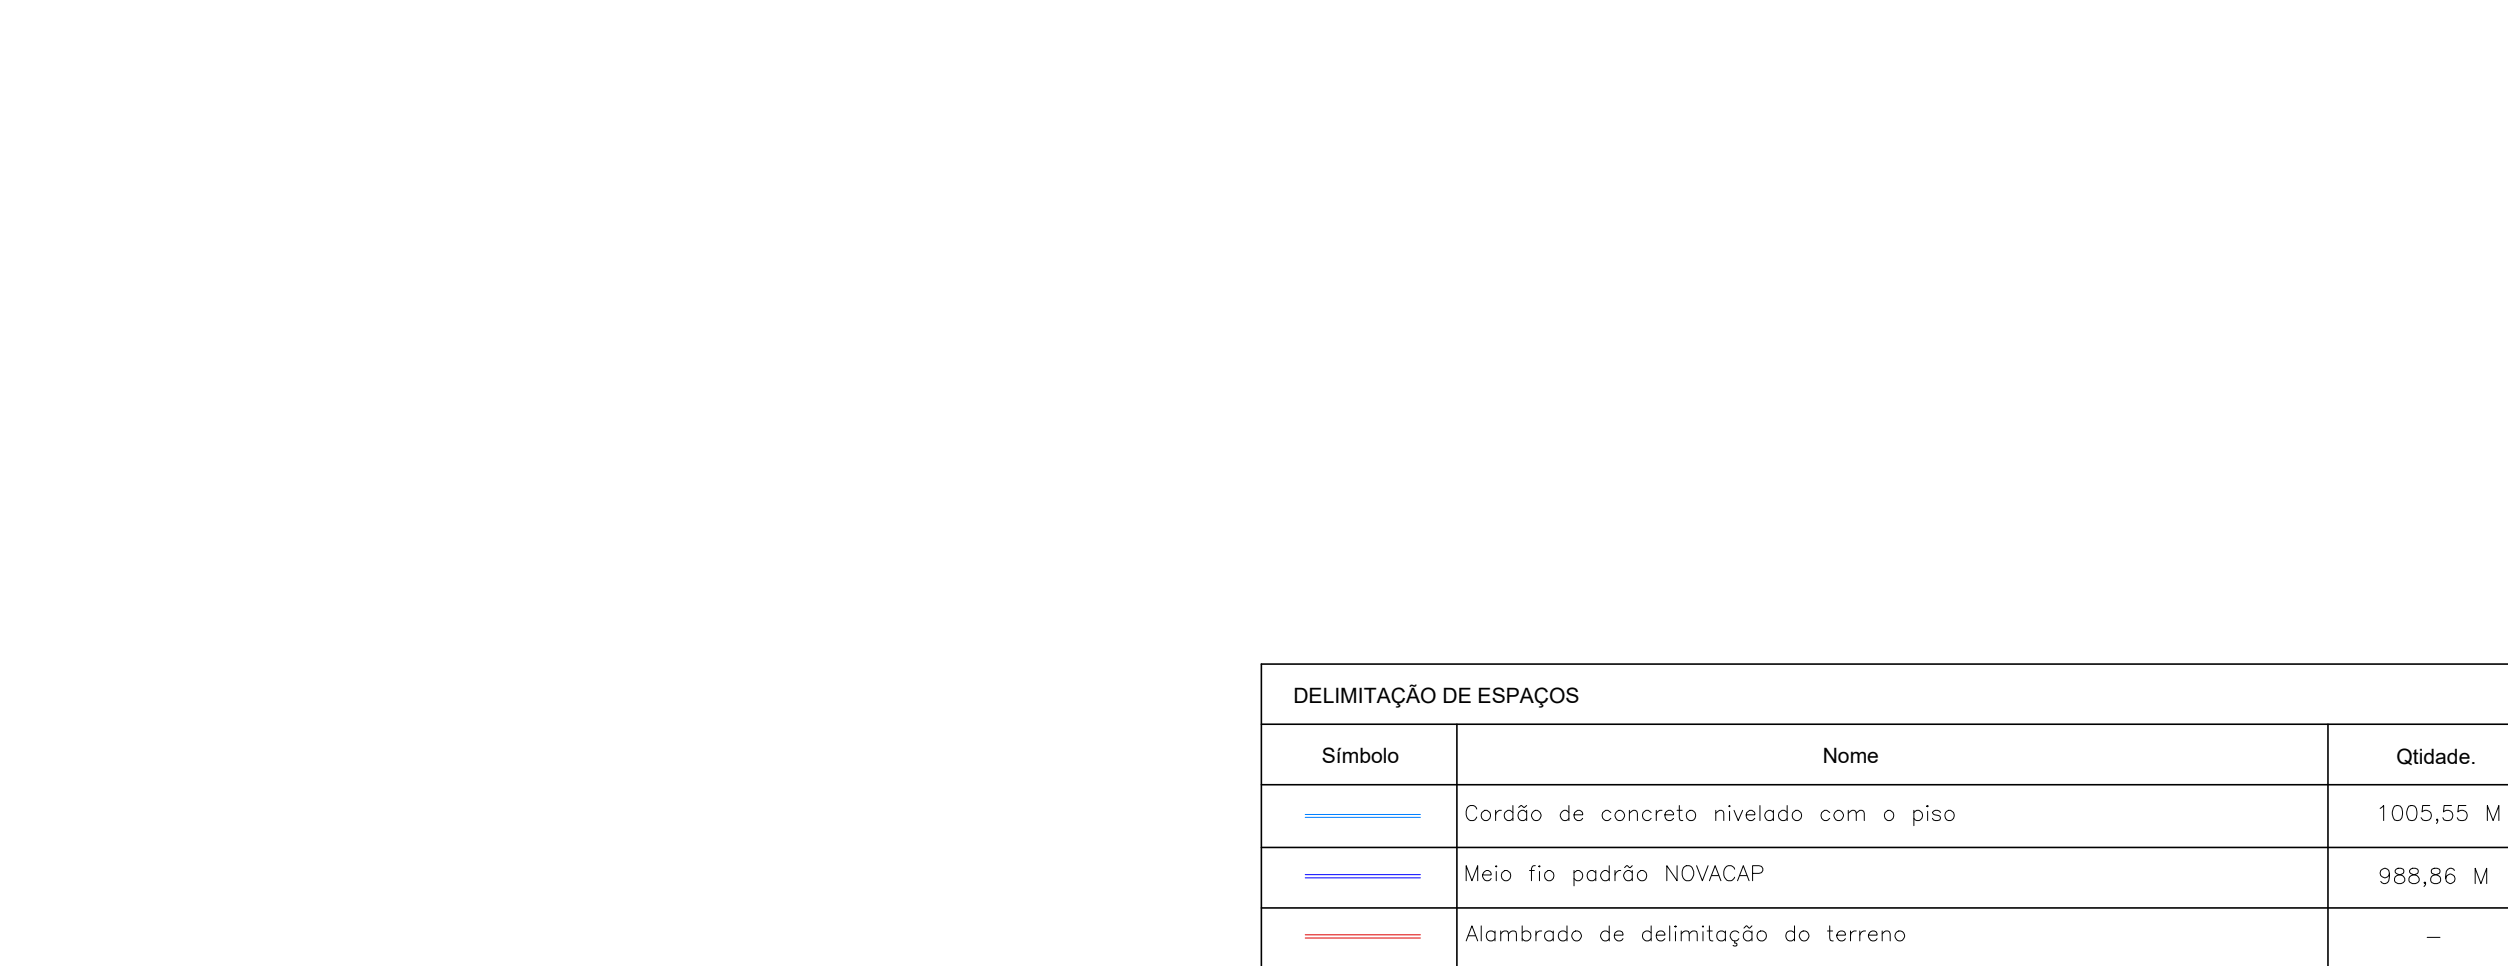 DELIMITAÇÃO DE ESPAÇOS
Símbolo Nome Qtidade.
Cordão de concreto nivelado com o piso 1005,55 M
Meio fio padrão NOVACAP 988,86 M
Alambrado de delimitação do terreno –